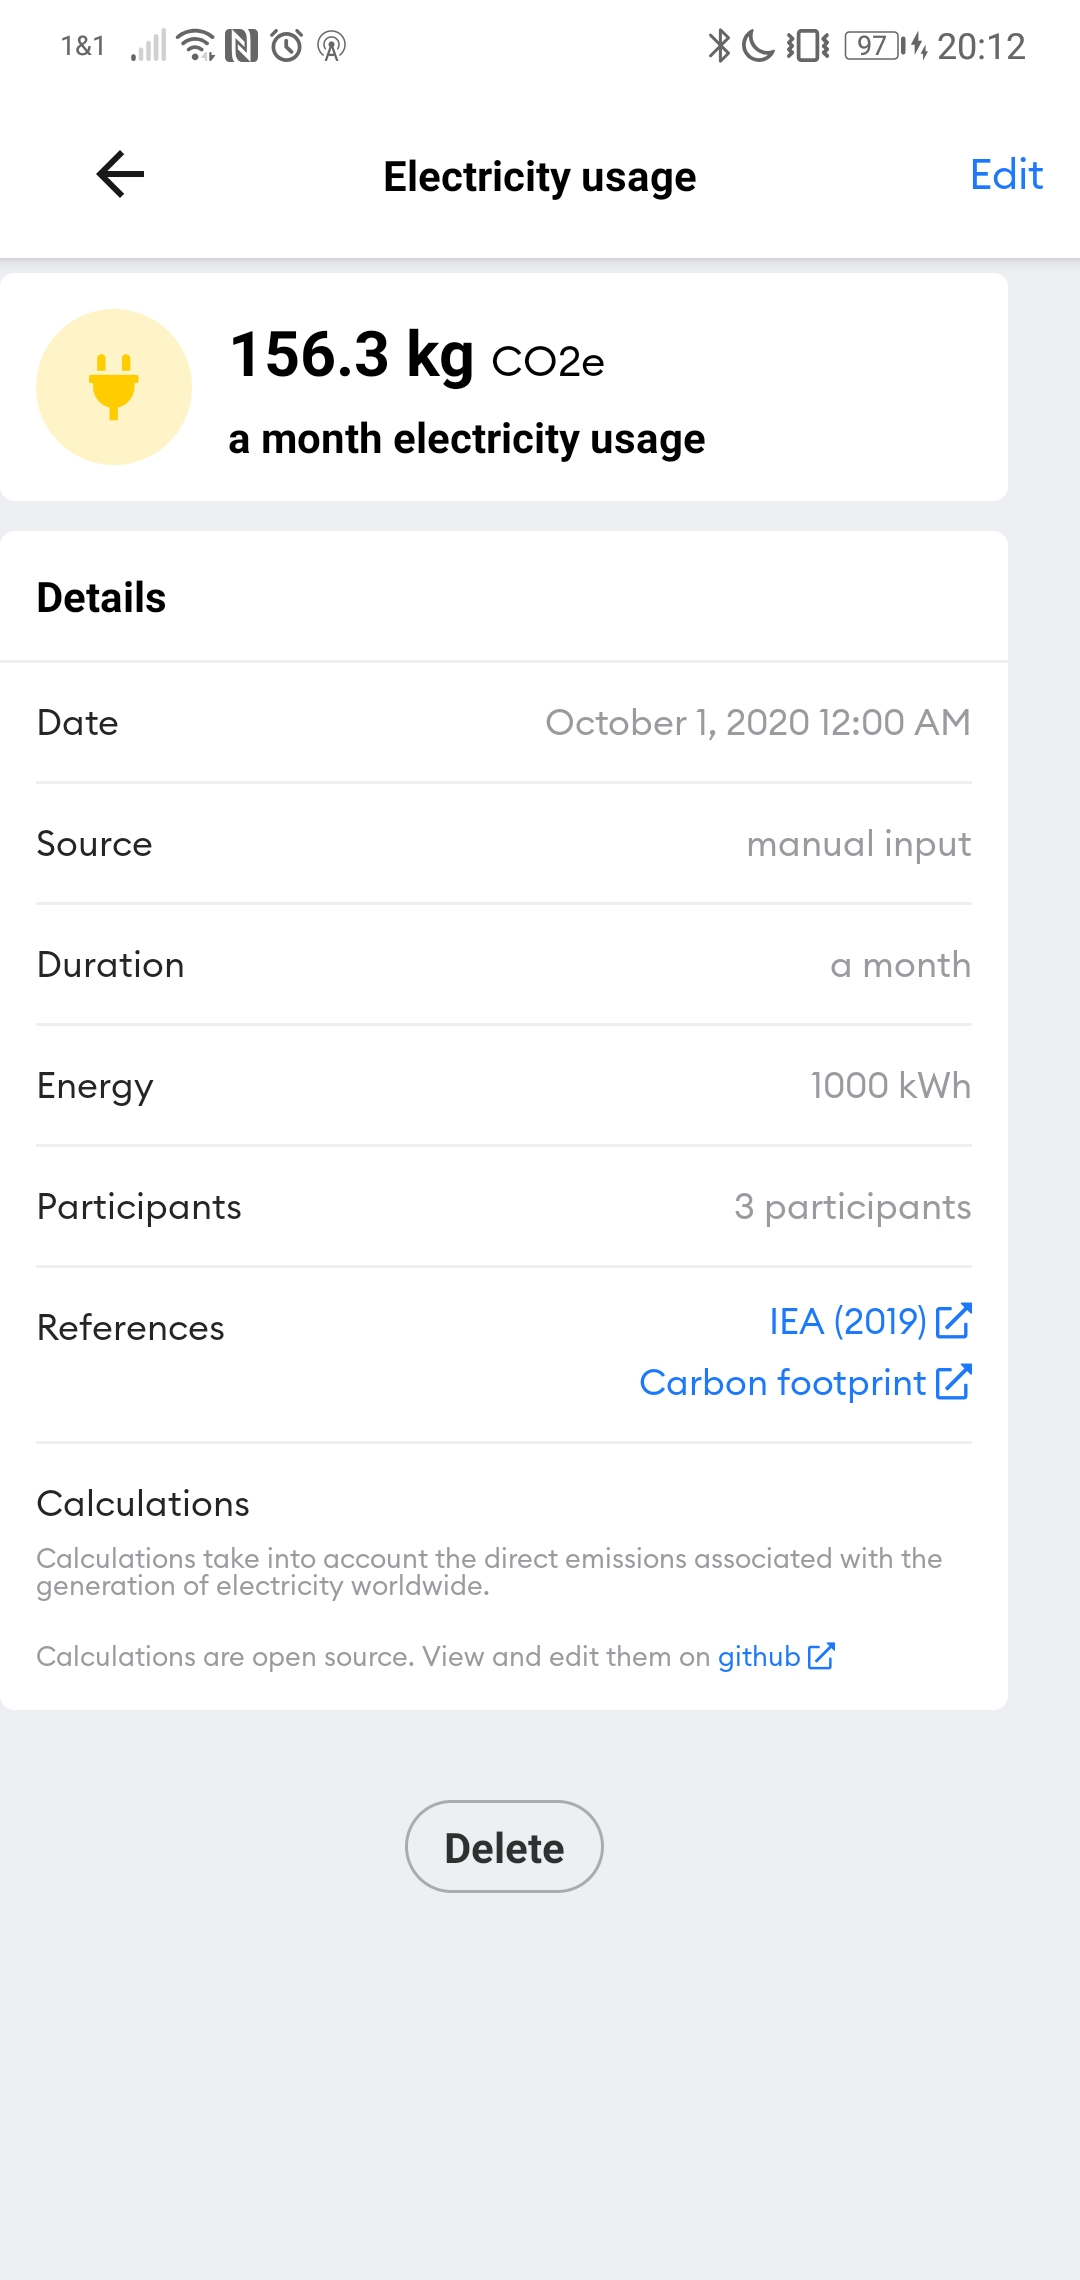 1&1 97 20:12
Electricity usage Edit
156.3 kg CO2e
a month electricity usage
Details
Date October 1, 2020 12:00 AM
Source manual input
Duration a month
Energy 1000 kWh
Participants 3 participants
References IEA (2019)
Carbon footprint
Calculations
Calculations take into account the direct emissions associated with the
generation of electricity worldwide.
Calculations are open source. View and edit them on github
Delete